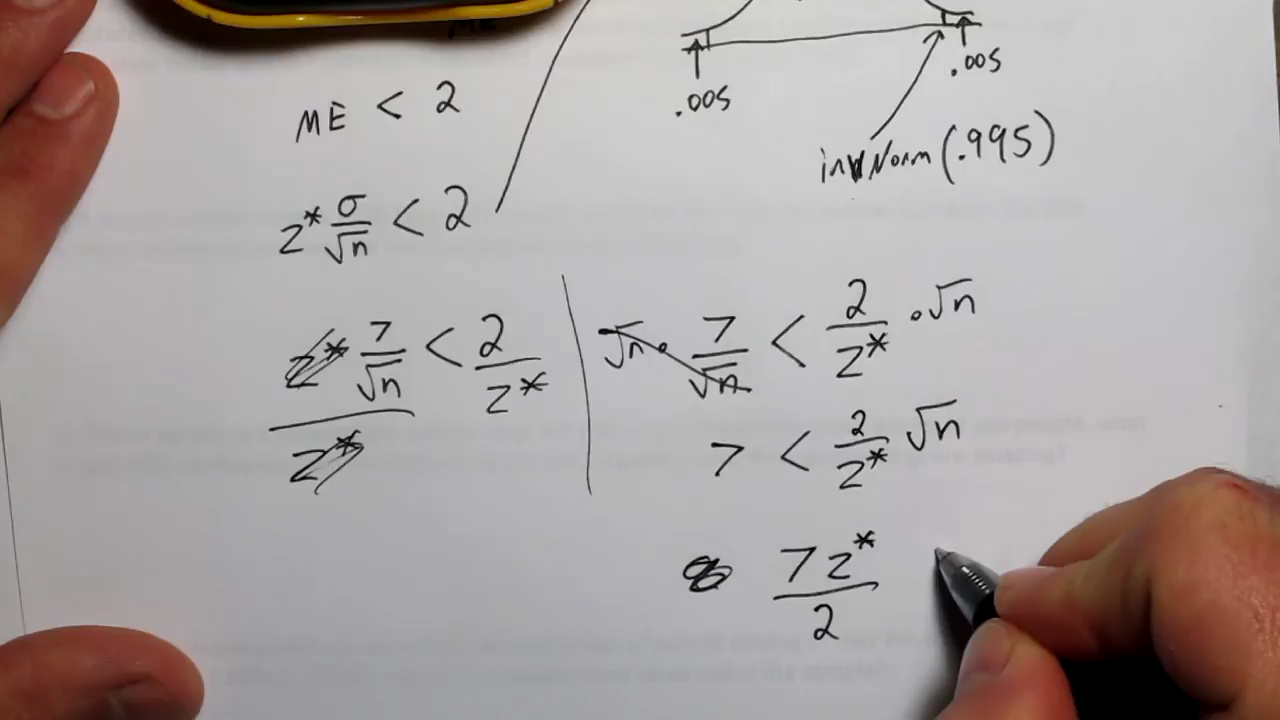 ME < 2
z* σ/√n < 2
z* 7/√n / z* < 2/z*
.005
.005
invNorm(.995)
√n · 7/√n < 2/z* · √n
7 < 2/z* √n
7z*/2